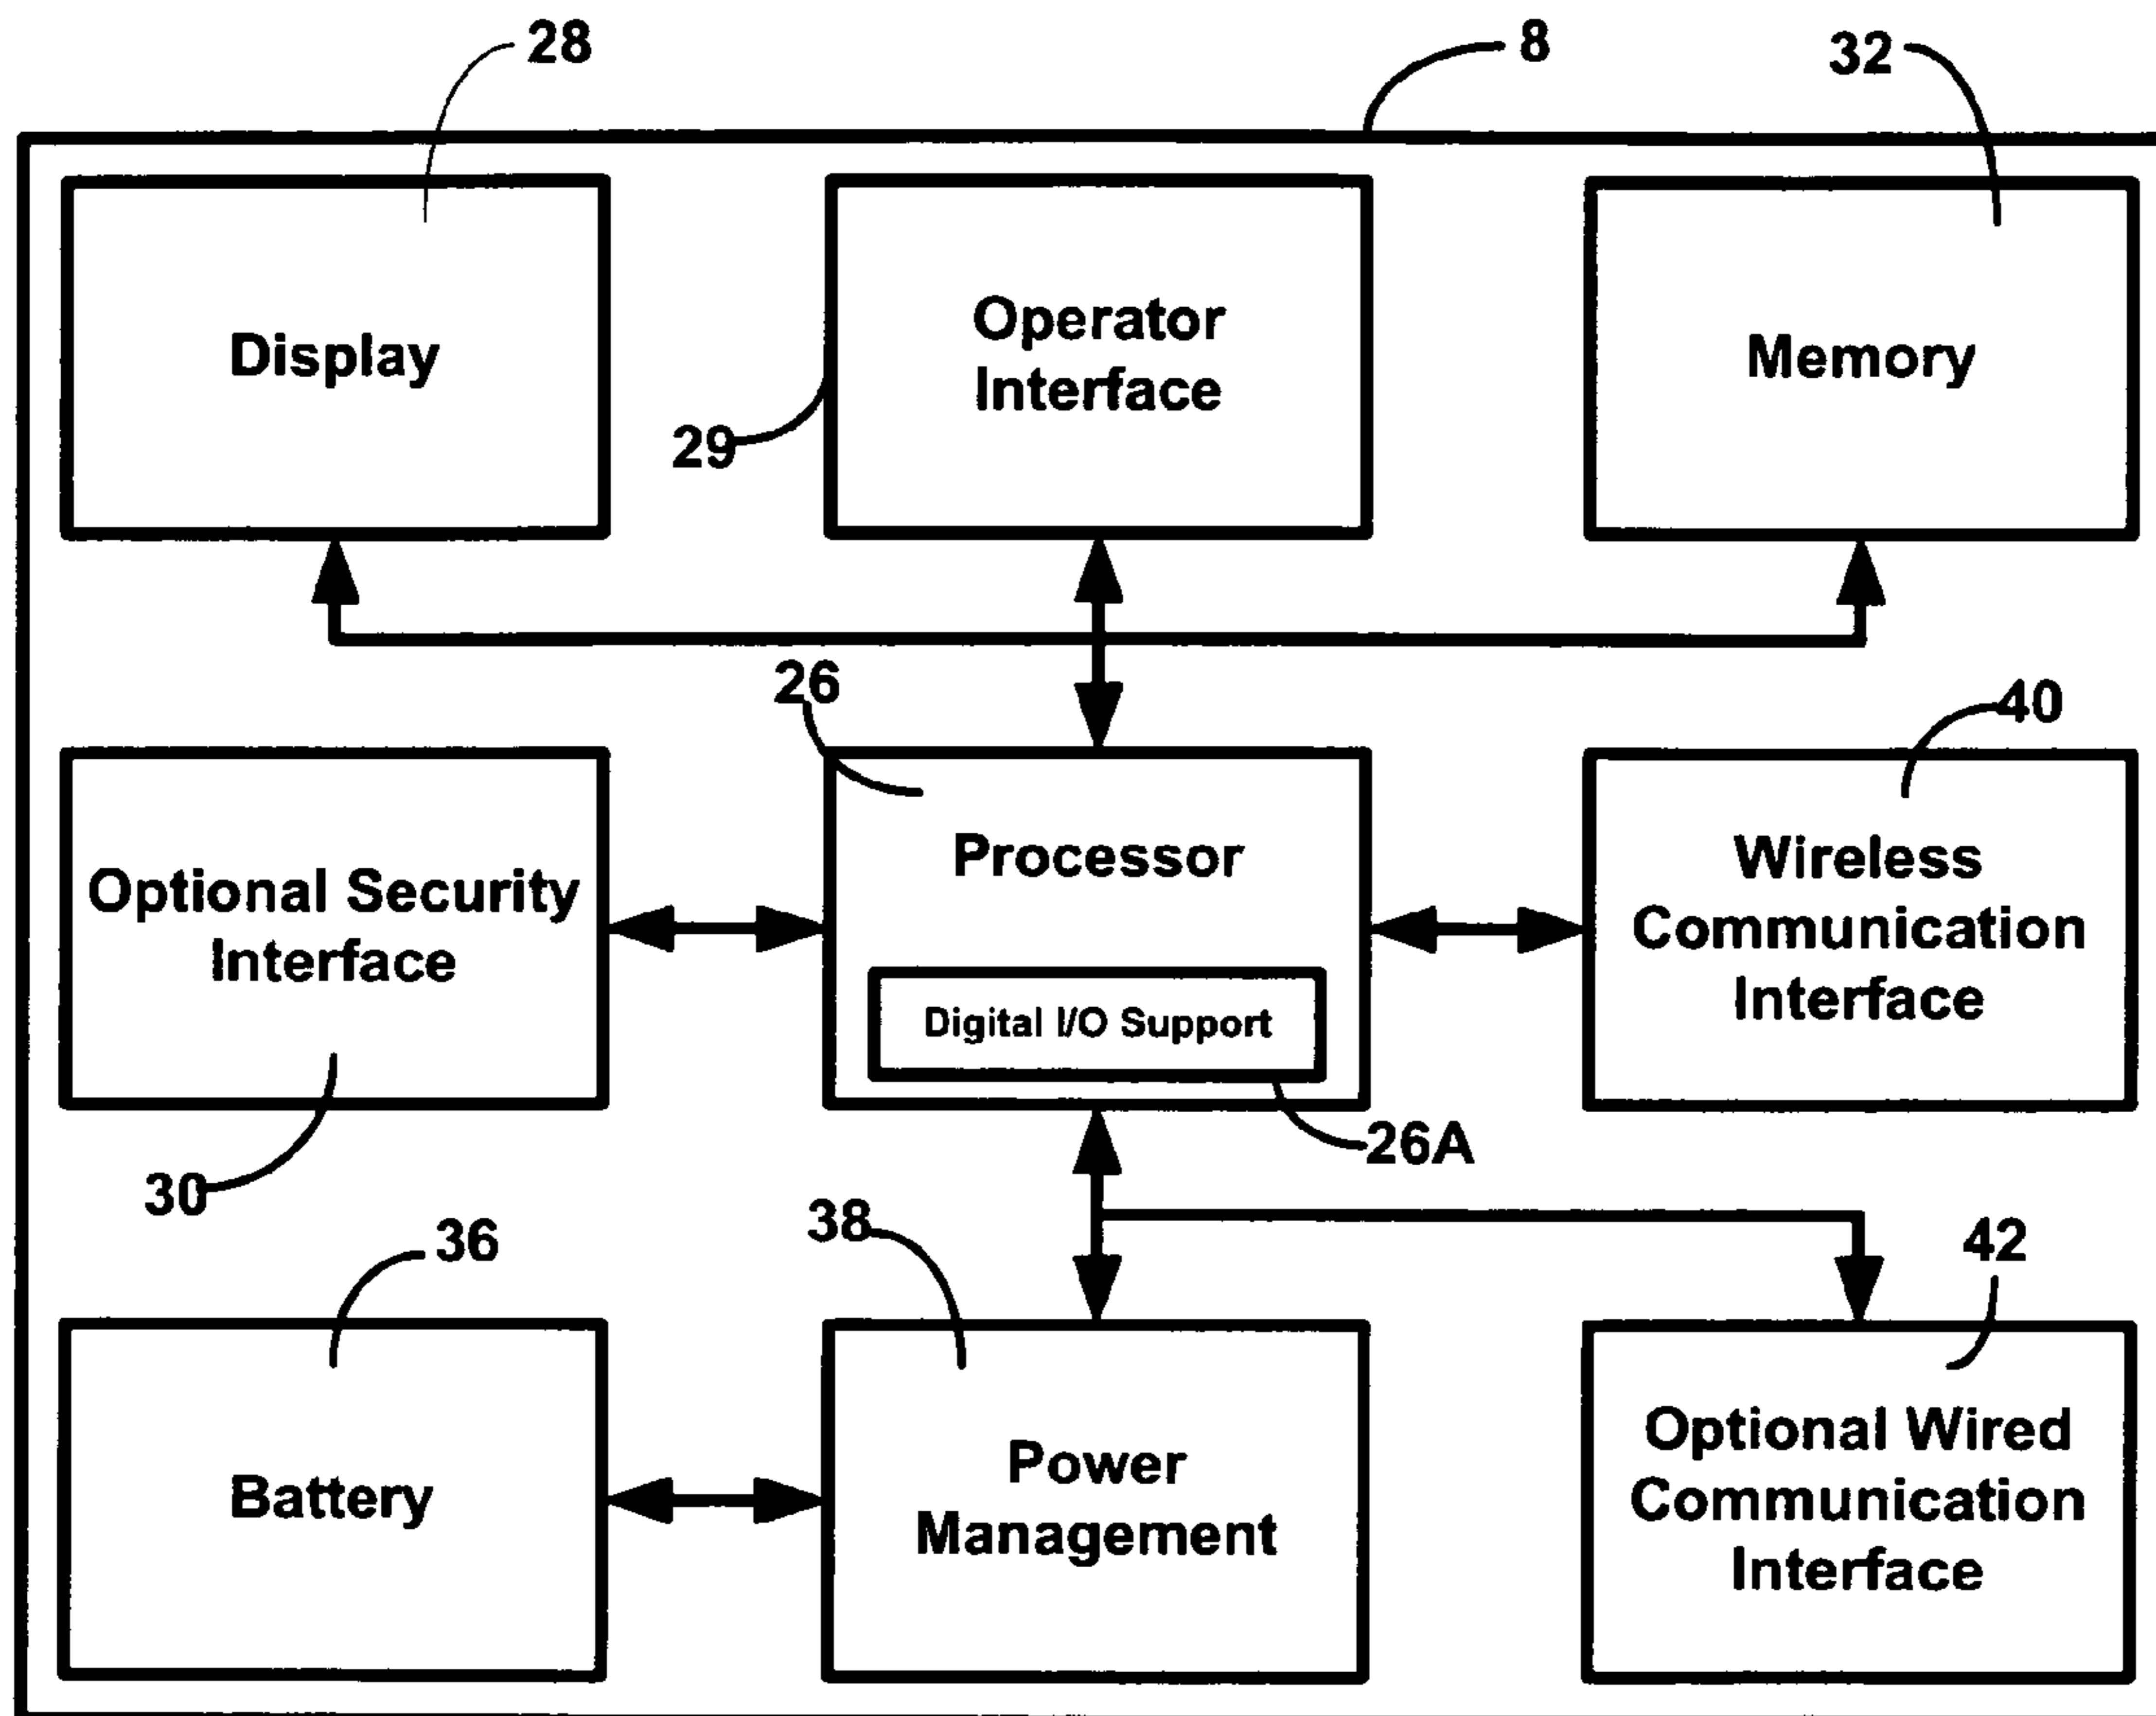 28
8
32
Display
Operator
Interface
Memory
29
26
40
Optional Security
Interface
Processor
Digital I/O Support
Wireless
Communication
Interface
26A
30
36
38
42
Battery
Power
Management
Optional Wired
Communication
Interface